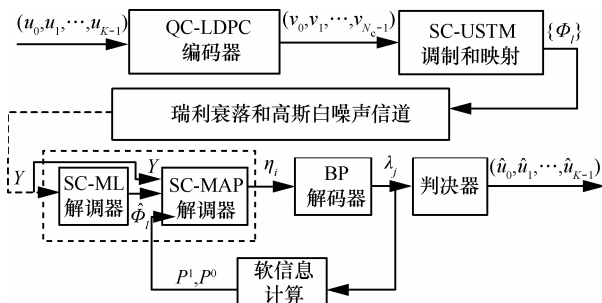 (u₀,u₁,⋯,u_{K-1})
QC-LDPC
编码器
(v₀,v₁,⋯,v_{N_c-1})
SC-USTM
调制和映射
{Φ_l}
瑞利衰落和高斯白噪声信道
Y
SC-ML
解调器
Y
Φ̂_l
SC-MAP
解调器
η_i
BP
解码器
λ_j
判决器
(û₀,û₁,⋯,û_{K-1})
P¹,P⁰
软信息
计算